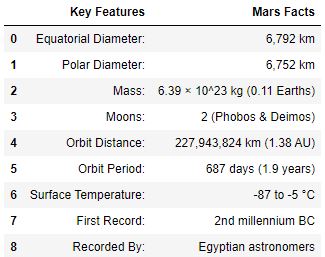 Key Features Mars Facts
0 Equatorial Diameter: 6,792 km
1 Polar Diameter: 6,752 km
2 Mass: 6.39 × 10^23 kg (0.11 Earths)
3 Moons: 2 (Phobos & Deimos)
4 Orbit Distance: 227,943,824 km (1.38 AU)
5 Orbit Period: 687 days (1.9 years)
6 Surface Temperature: -87 to -5 °C
7 First Record: 2nd millennium BC
8 Recorded By: Egyptian astronomers